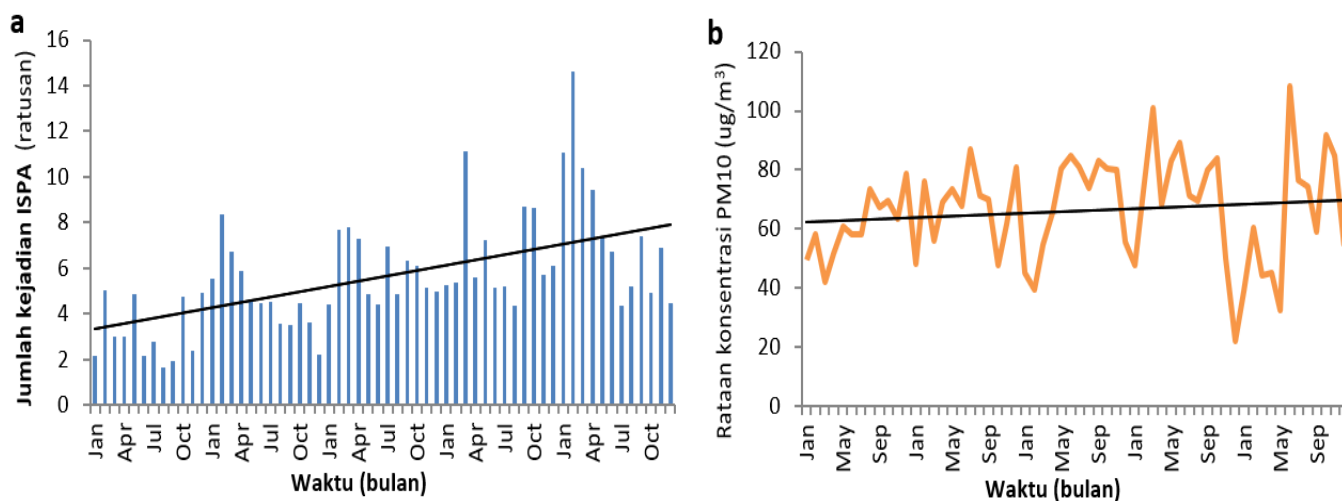 a
Jumlah kejadian ISPA (ratusan)
16
14
12
10
8
6
4
2
0
Jan
Apr
Jul
Oct
Jan
Apr
Jul
Oct
Jan
Apr
Jul
Oct
Jan
Apr
Jul
Oct
Jan
Apr
Jul
Oct
Waktu (bulan)
b
Rataan konsentrasi PM10 (ug/m³)
120
100
80
60
40
20
0
Jan
May
Sep
Jan
May
Sep
Jan
May
Sep
Jan
May
Sep
Jan
May
Sep
Waktu (bulan)